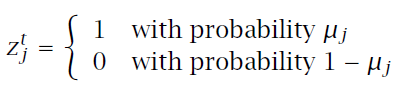 z_j^t = { 1 with probability μ_j
0 with probability 1 − μ_j